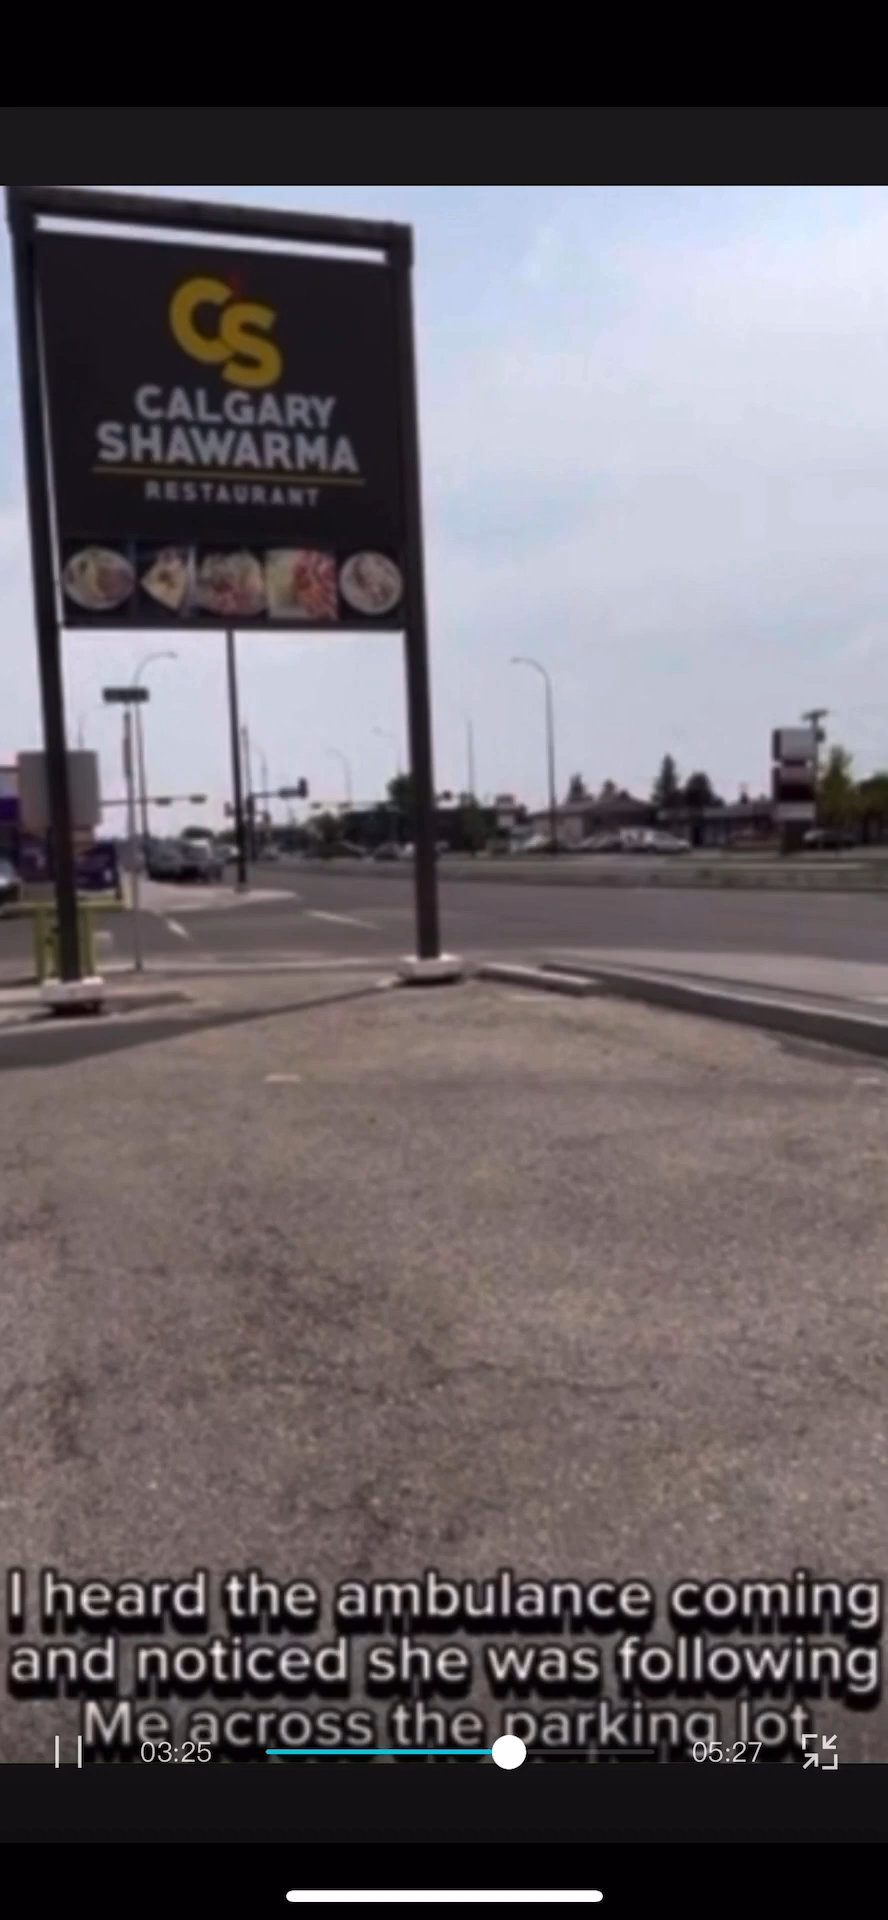 CS
CALGARY
SHAWARMA
RESTAURANT
I heard the ambulance coming
and noticed she was following
Me across the parking lot
03:25
05:27